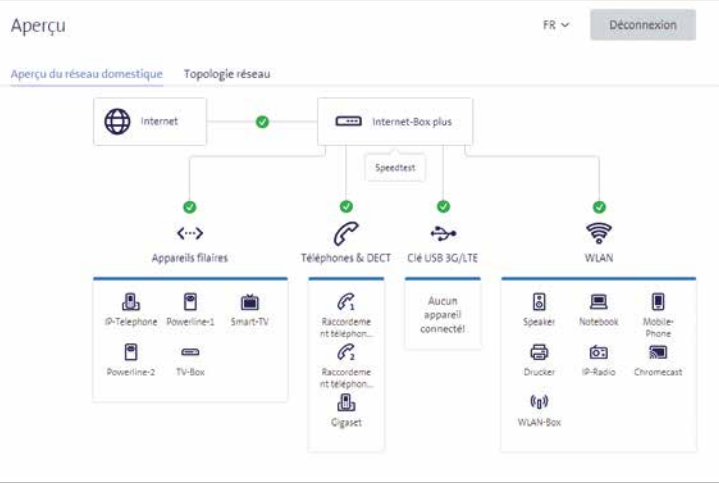 Aperçu
FR
Déconnexion
Aperçu du réseau domestique
Topologie réseau
Internet
Internet-Box plus
Speedtest
Appareils filaires
Téléphones & DECT
Clé USB 3G/LTE
WLAN
IP-Telephone
Powerline-1
Smart-TV
Powerline-2
TV-Box
1
Raccordeme
nt téléphon...
2
Raccordeme
nt téléphon...
Gigaset
Aucun
appareil
connecté!
Speaker
Notebook
Mobile-
Phone
Drucker
IP-Radio
Chromecast
WLAN-Box